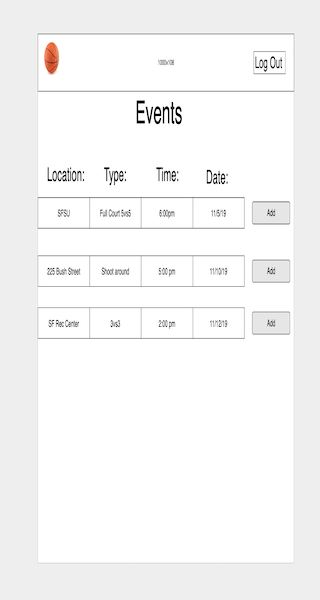 1000x108
Log Out
Events
Location: Type: Time: Date:
SFSU Full Court 5vs5 6:00pm 11/5/19 Add
225 Bush Street Shoot around 5:00 pm 11/10/19 Add
SF Rec Center 3vs3 2:00 pm 11/12/19 Add